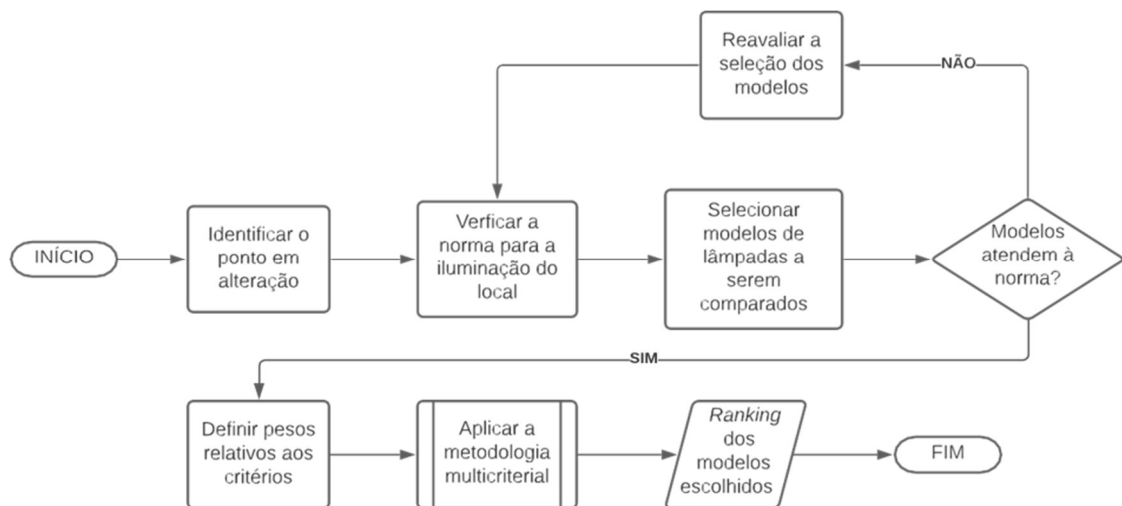 INÍCIO
Identificar o
ponto em
alteração
Verficar a
norma para a
iluminação do
local
Selecionar
modelos de
lâmpadas a
serem
comparados
Modelos
atendem à
norma?
NÃO
Reavaliar a
seleção dos
modelos
SIM
Definir pesos
relativos aos
critérios
Aplicar a
metodologia
multicriterial
Ranking
dos
modelos
escolhidos
FIM